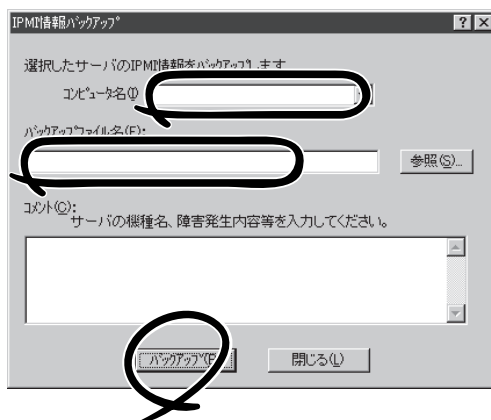 IPMI情報バックアップ
選択したサーバのIPMI情報をバックアップします
コンピュータ名(I)
バックアップファイル名(F):
参照(S)...
コメント(C):
サーバの機種名、障害発生内容等を入力してください。
バックアップ
閉じる(L)